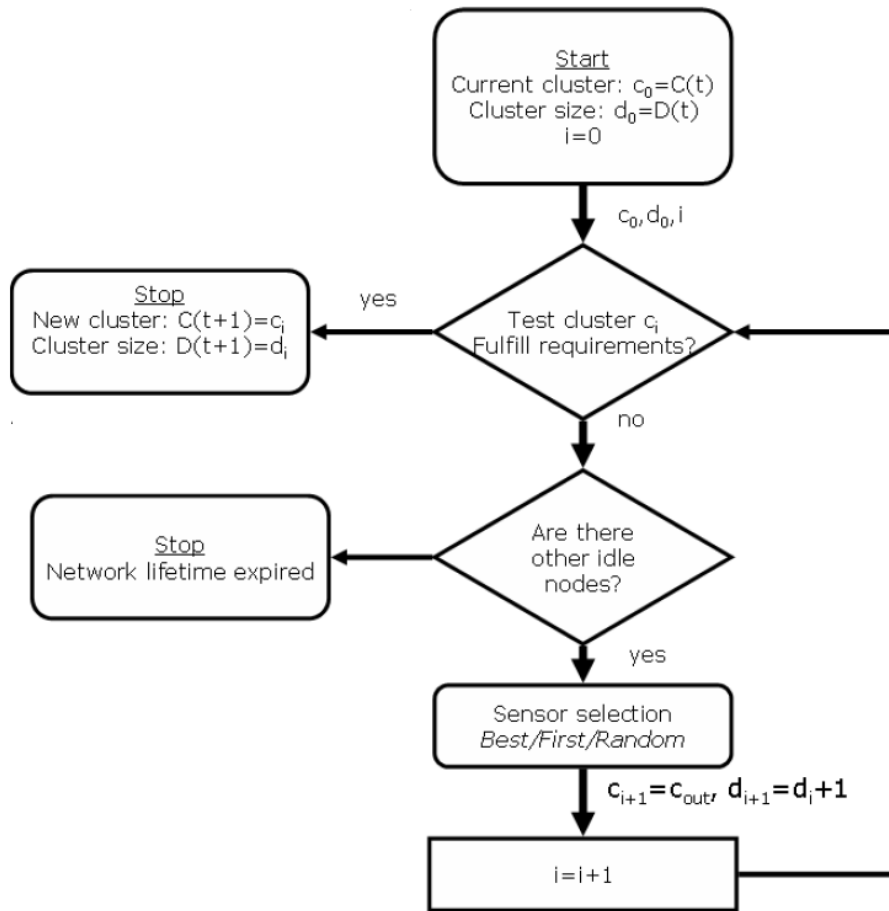 Start
Current cluster: c₀=C(t)
Cluster size: d₀=D(t)
i=0
c₀,d₀,i
Stop
New cluster: C(t+1)=cᵢ
Cluster size: D(t+1)=dᵢ
yes
Test cluster cᵢ
Fulfill requirements?
no
Stop
Network lifetime expired
Are there
other idle
nodes?
yes
Sensor selection
Best/First/Random
cᵢ₊₁=cₒᵤₜ, dᵢ₊₁=dᵢ+1
i=i+1